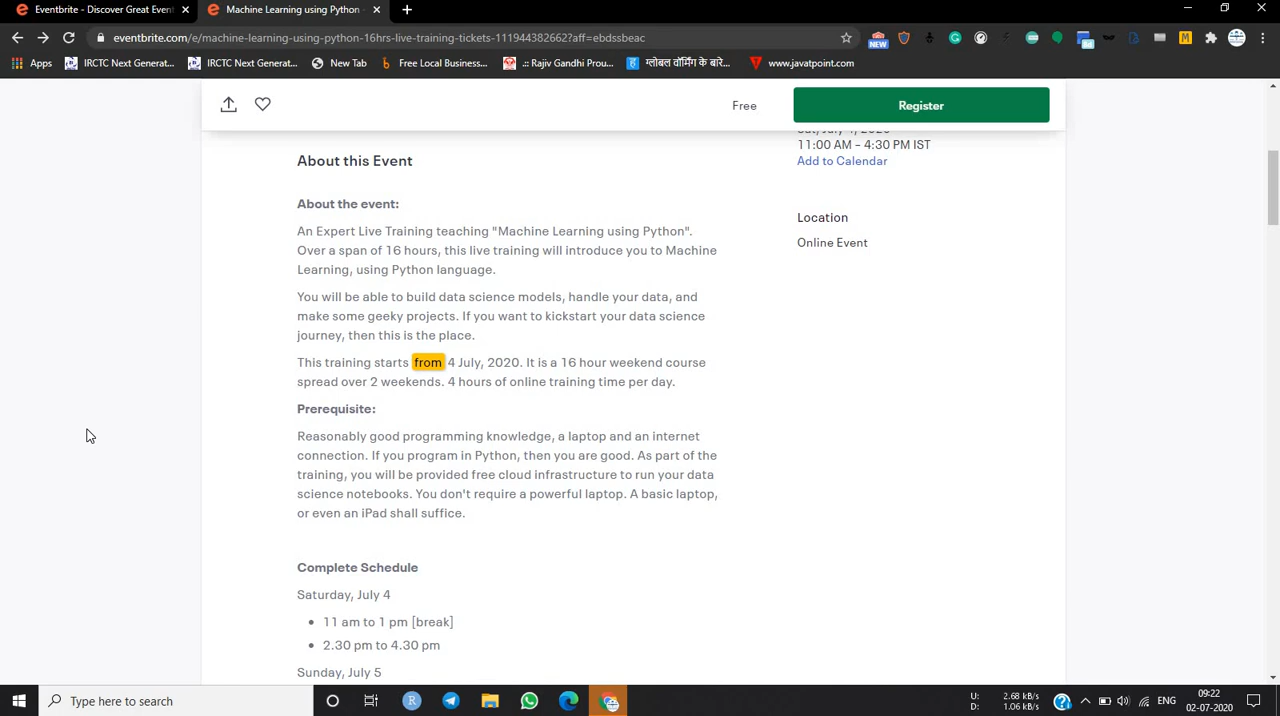 Eventbrite - Discover Great Even
Machine Learning using Python -
eventbrite.com/e/machine-learning-using-python-16hrs-live-training-tickets-111944382662?aff=ebdssbeac
NEW
Apps
IRCTC Next Generat...
IRCTC Next Generat...
New Tab
Free Local Business...
.:: Rajiv Gandhi Prou...
ग्लोबल वॉर्मिंग के बारे...
www.javatpoint.com
Free
Register
11:00 AM – 4:30 PM IST
Add to Calendar
About this Event
About the event:
An Expert Live Training teaching "Machine Learning using Python".
Over a span of 16 hours, this live training will introduce you to Machine
Learning, using Python language.
Location
Online Event
You will be able to build data science models, handle your data, and
make some geeky projects. If you want to kickstart your data science
journey, then this is the place.
This training starts from 4 July, 2020. It is a 16 hour weekend course
spread over 2 weekends. 4 hours of online training time per day.
Prerequisite:
Reasonably good programming knowledge, a laptop and an internet
connection. If you program in Python, then you are good. As part of the
training, you will be provided free cloud infrastructure to run your data
science notebooks. You don't require a powerful laptop. A basic laptop,
or even an iPad shall suffice.
Complete Schedule
Saturday, July 4
11 am to 1 pm [break]
2.30 pm to 4.30 pm
Sunday, July 5
Type here to search
U: 2.68 kB/s
D: 1.06 kB/s
ENG
09:22
02-07-2020